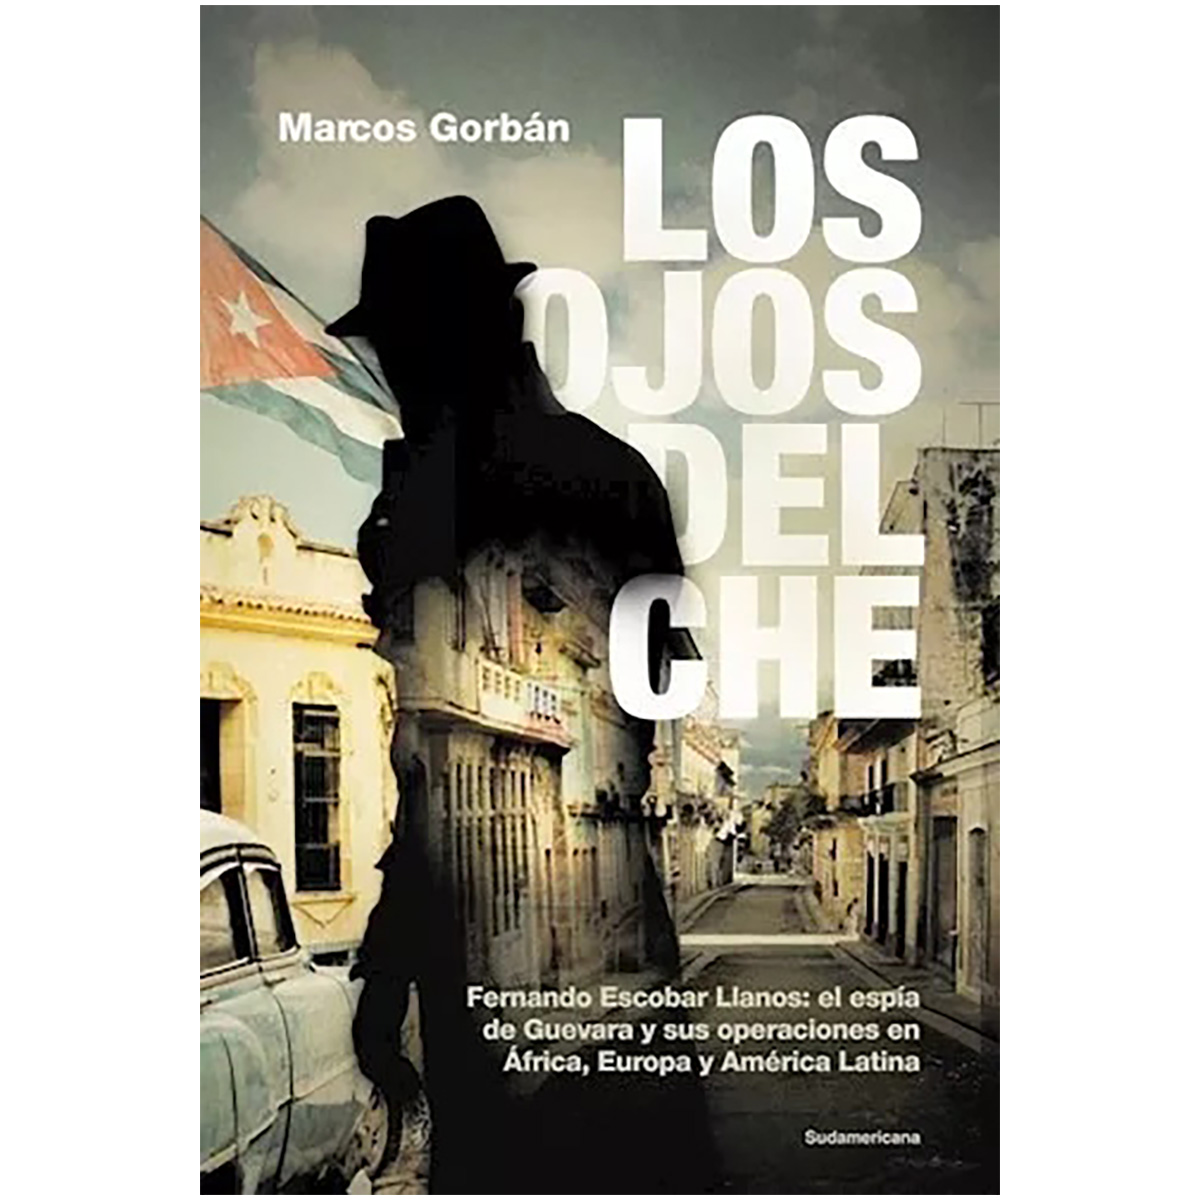 Marcos Gorbán
LOS
OJOS
DEL
CHE
Fernando Escobar Llanos: el espía
de Guevara y sus operaciones en
África, Europa y América Latina
Sudamericana